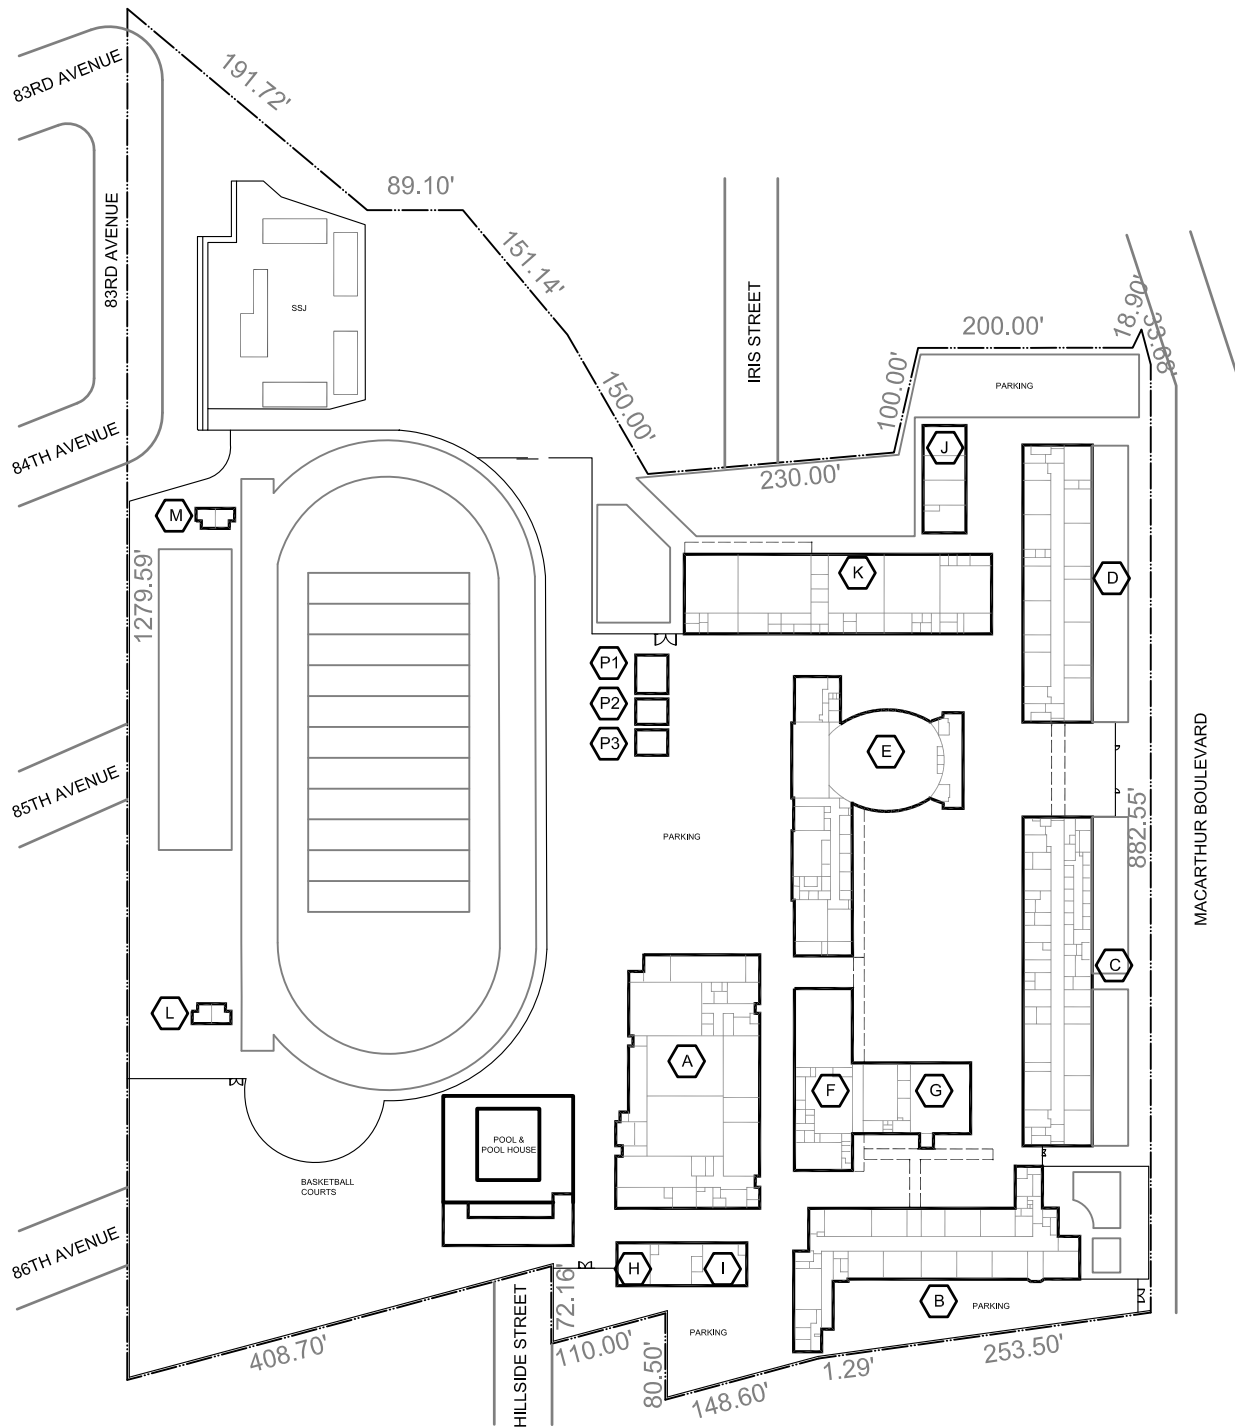 191.72'
83RD AVENUE
89.10'
83RD AVENUE
151.14'
SSJ
IRIS STREET
18.90'
33.68'
200.00'
150.00'
PARKING
100.00'
84TH AVENUE
J
230.00'
M
K
D
1279.59'
P1
P2
P3
E
85TH AVENUE
MACARTHUR BOULEVARD
882.55'
PARKING
C
L
A
F
G
POOL &
POOL HOUSE
BASKETBALL
COURTS
86TH AVENUE
H
I
B
PARKING
72.16'
HILLSIDE STREET
PARKING
408.70'
110.00'
80.50'
253.50'
1.29'
148.60'